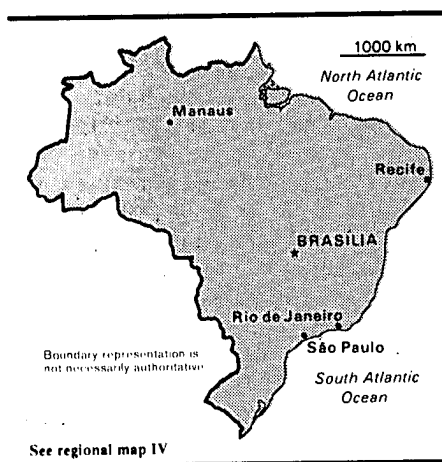 1000 km
North Atlantic
Ocean
Manaus
Recife
BRASÍLIA
Rio de Janeiro
São Paulo
Boundary representation is
not necessarily authoritative
South Atlantic
Ocean
See regional map IV